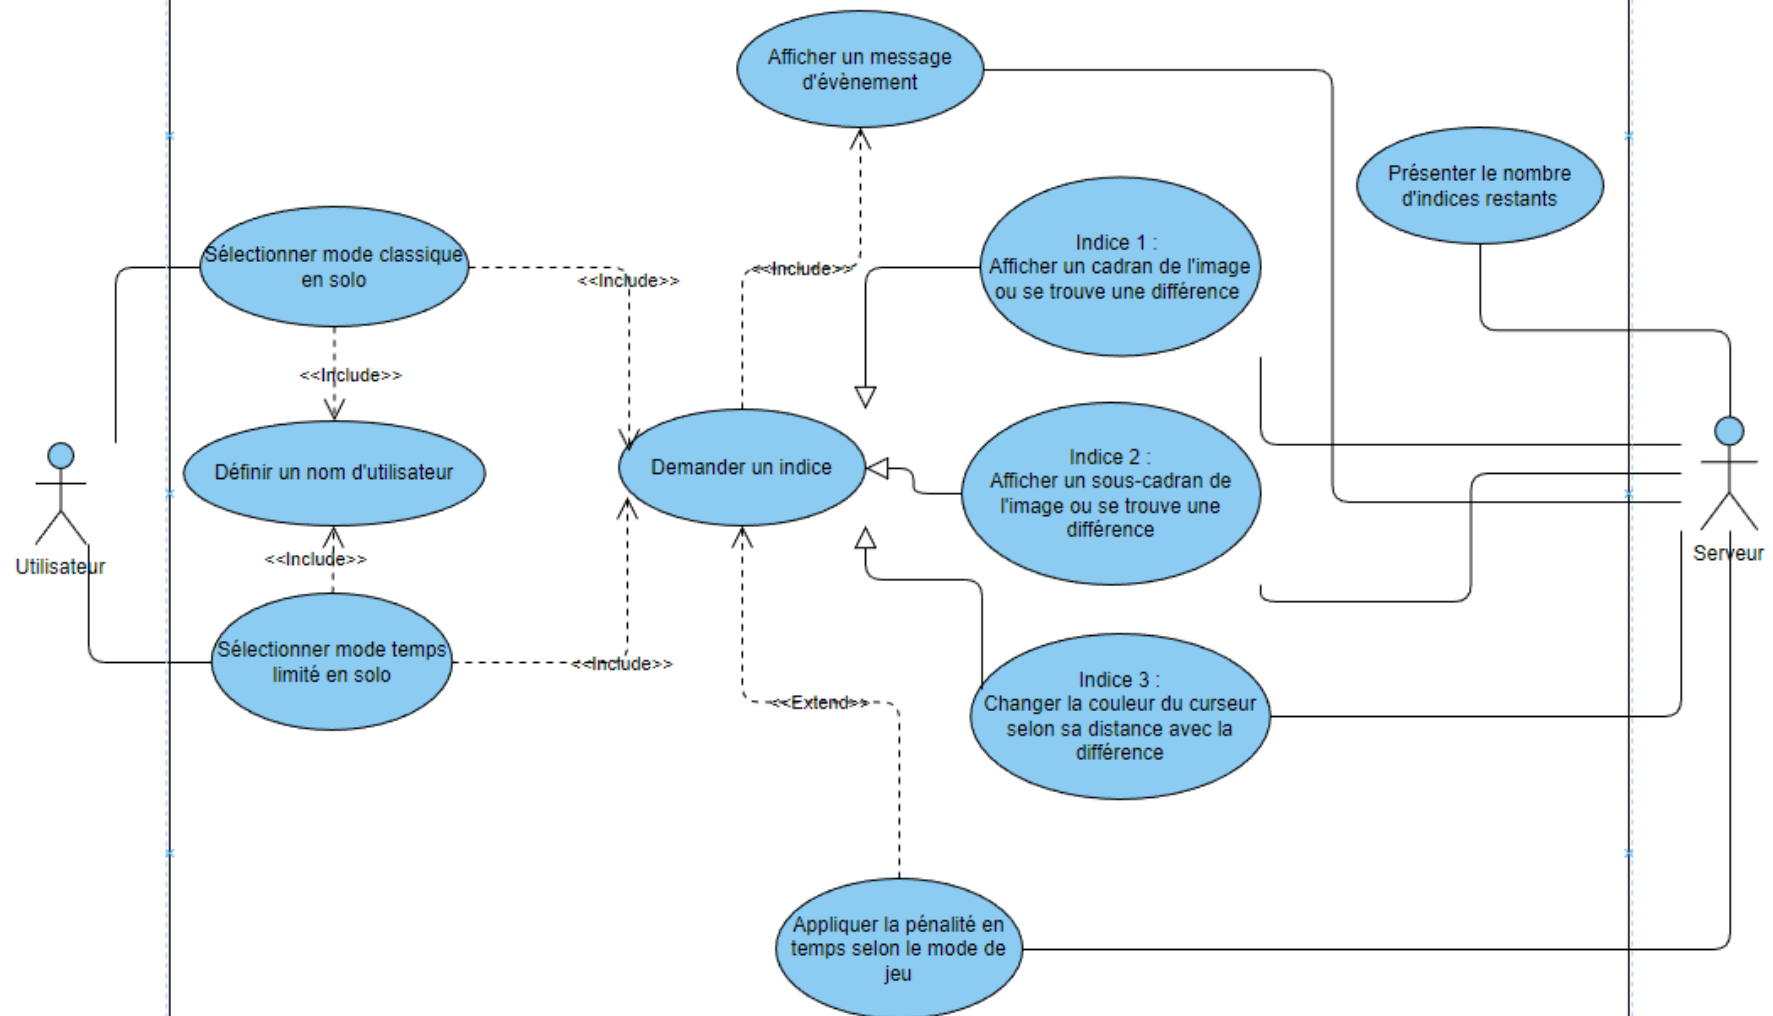 Afficher un message
d'évènement
Présenter le nombre
d'indices restants
Sélectionner mode classique
en solo
<<Include>>
<<Include>>
Indice 1 :
Afficher un cadran de l'image
ou se trouve une différence
<<Include>>
Définir un nom d'utilisateur
Demander un indice
Indice 2 :
Afficher un sous-cadran de
l'image ou se trouve une
différence
<<Include>>
Utilisateur
Serveur
Sélectionner mode temps
limité en solo
<<Include>>
<<Extend>>
Indice 3 :
Changer la couleur du curseur
selon sa distance avec la
différence
Appliquer la pénalité en
temps selon le mode de
jeu